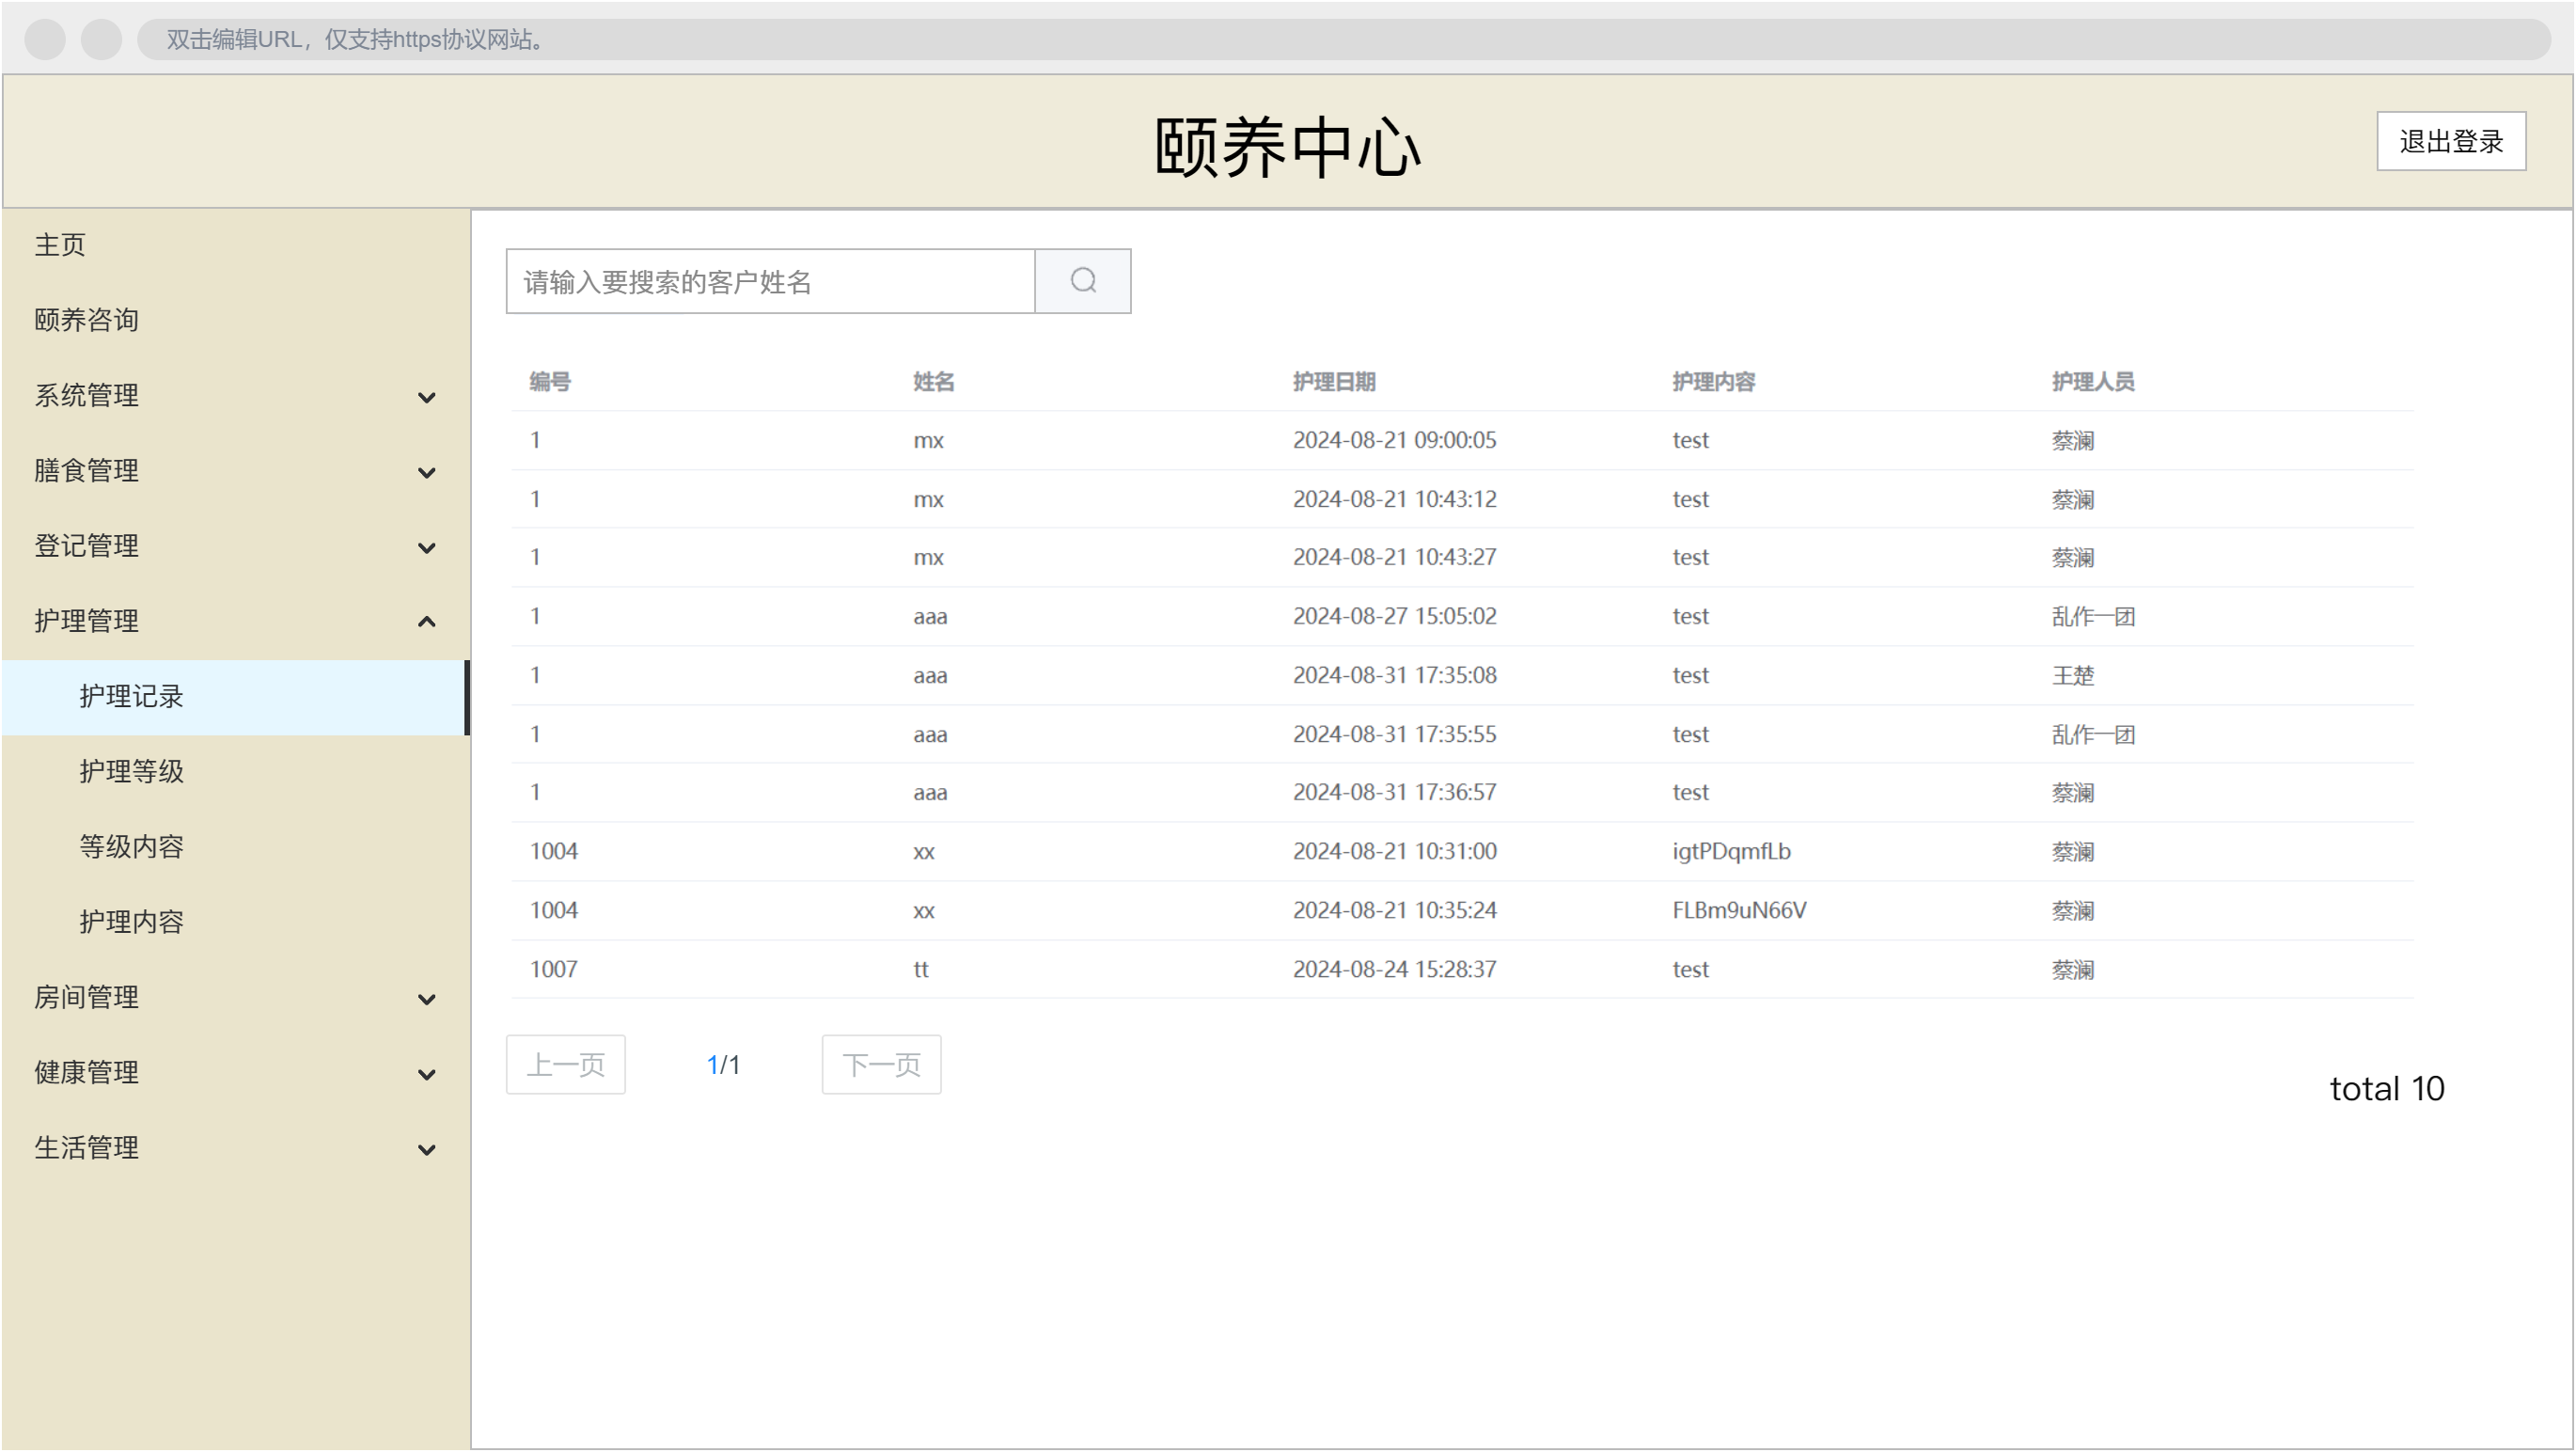 双击编辑URL，仅支持https协议网站。
颐养中心
退出登录
主页
颐养咨询
系统管理
膳食管理
登记管理
护理管理
护理记录
护理等级
等级内容
护理内容
房间管理
健康管理
生活管理
请输入要搜索的客户姓名
编号 姓名 护理日期 护理内容 护理人员
1 mx 2024-08-21 09:00:05 test 蔡澜
1 mx 2024-08-21 10:43:12 test 蔡澜
1 mx 2024-08-21 10:43:27 test 蔡澜
1 aaa 2024-08-27 15:05:02 test 乱作一团
1 aaa 2024-08-31 17:35:08 test 王楚
1 aaa 2024-08-31 17:35:55 test 乱作一团
1 aaa 2024-08-31 17:36:57 test 蔡澜
1004 xx 2024-08-21 10:31:00 igtPDqmfLb 蔡澜
1004 xx 2024-08-21 10:35:24 FLBm9uN66V 蔡澜
1007 tt 2024-08-24 15:28:37 test 蔡澜
上一页 1/1 下一页
total 10